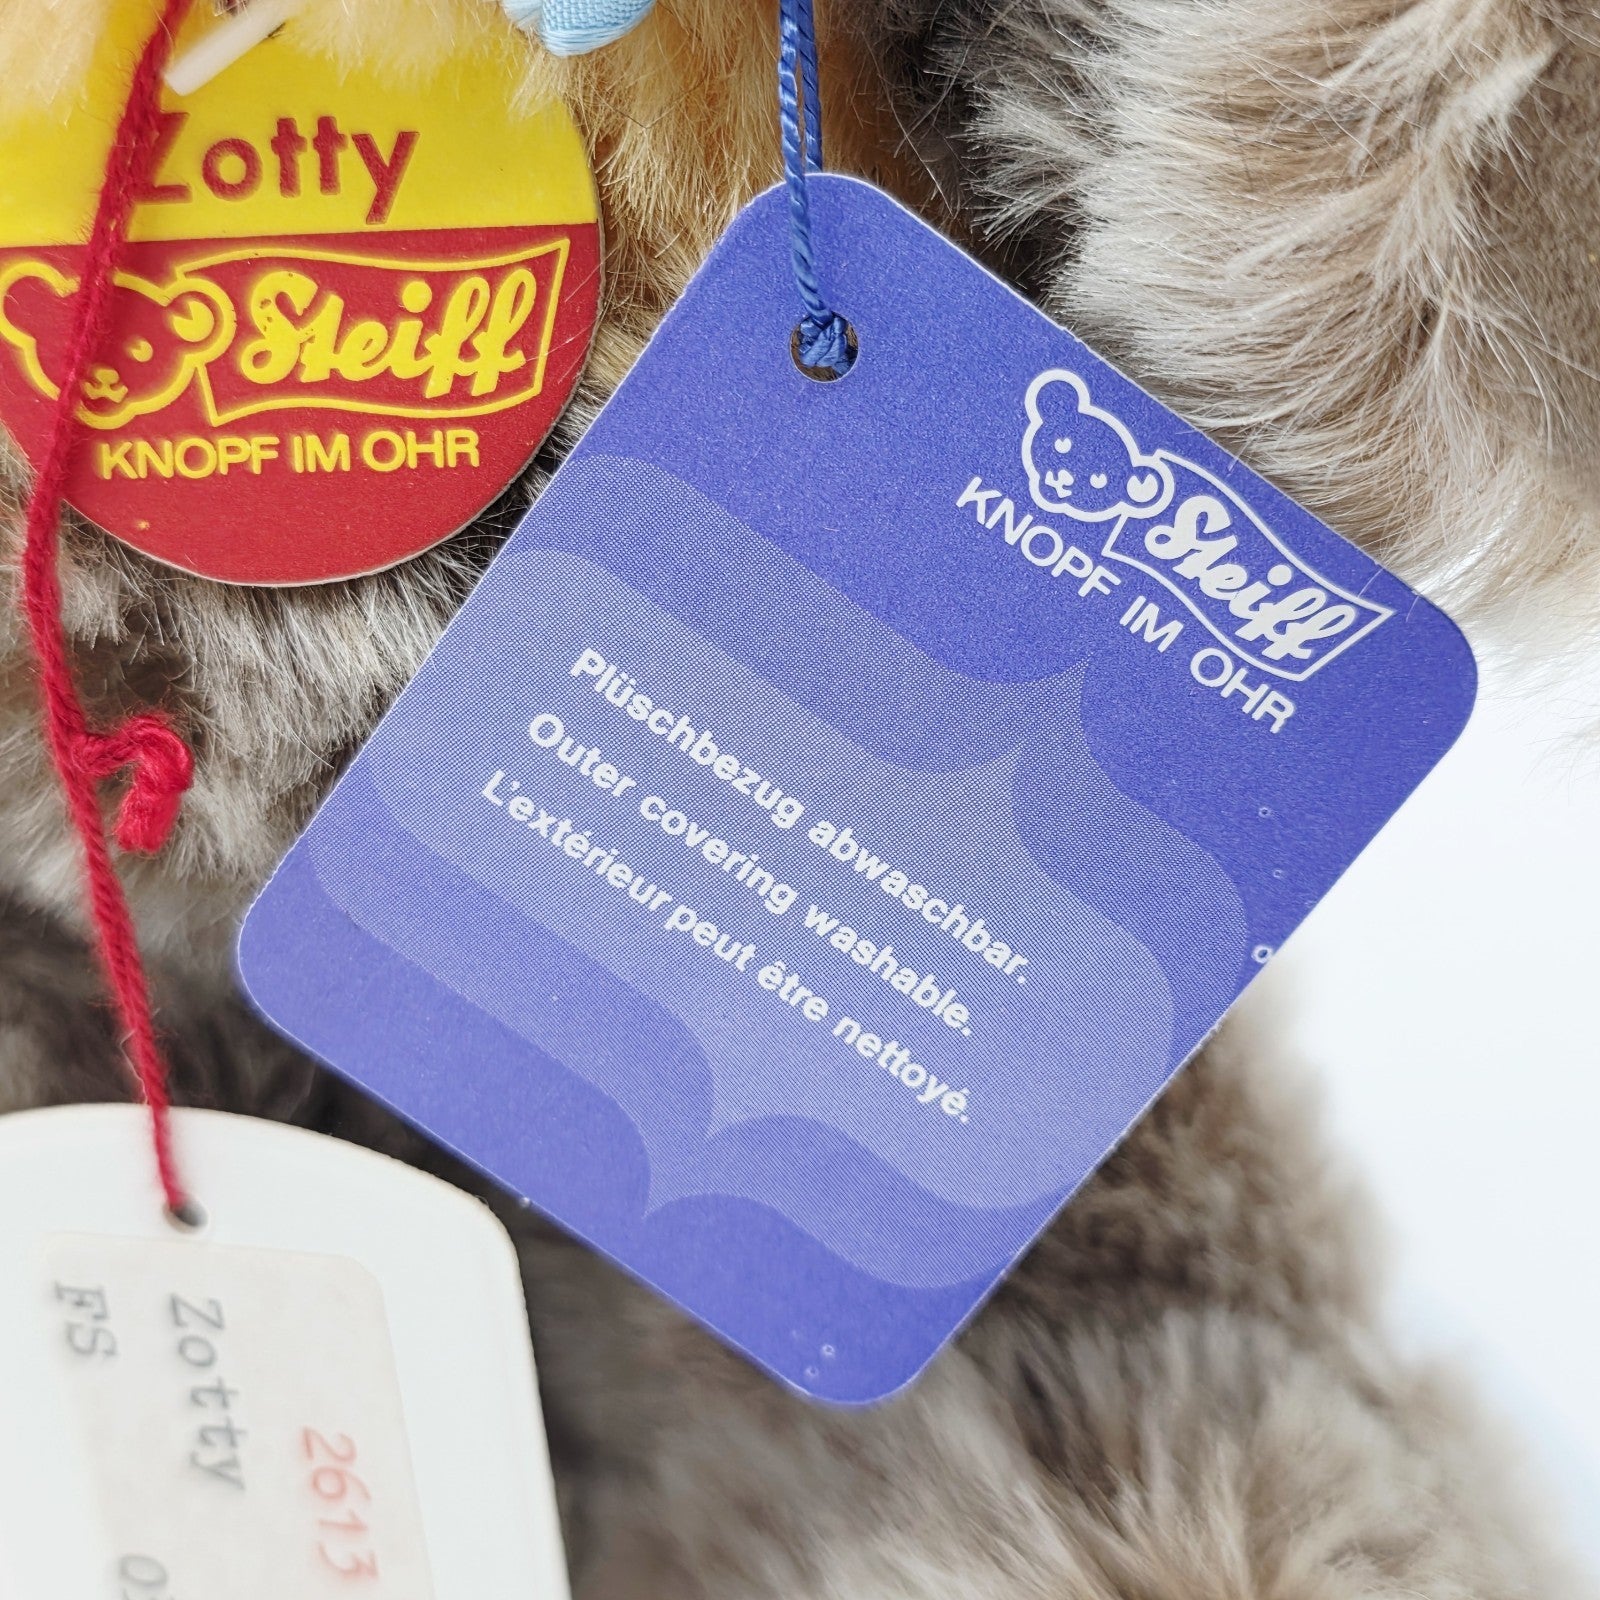 Zotty
Steiff
KNOPF IM OHR
Steiff
KNOPF IM OHR
Plüschbezug abwaschbar.
Outer covering washable.
L'extérieur peut être nettoyé.
2613
Zotty
FS